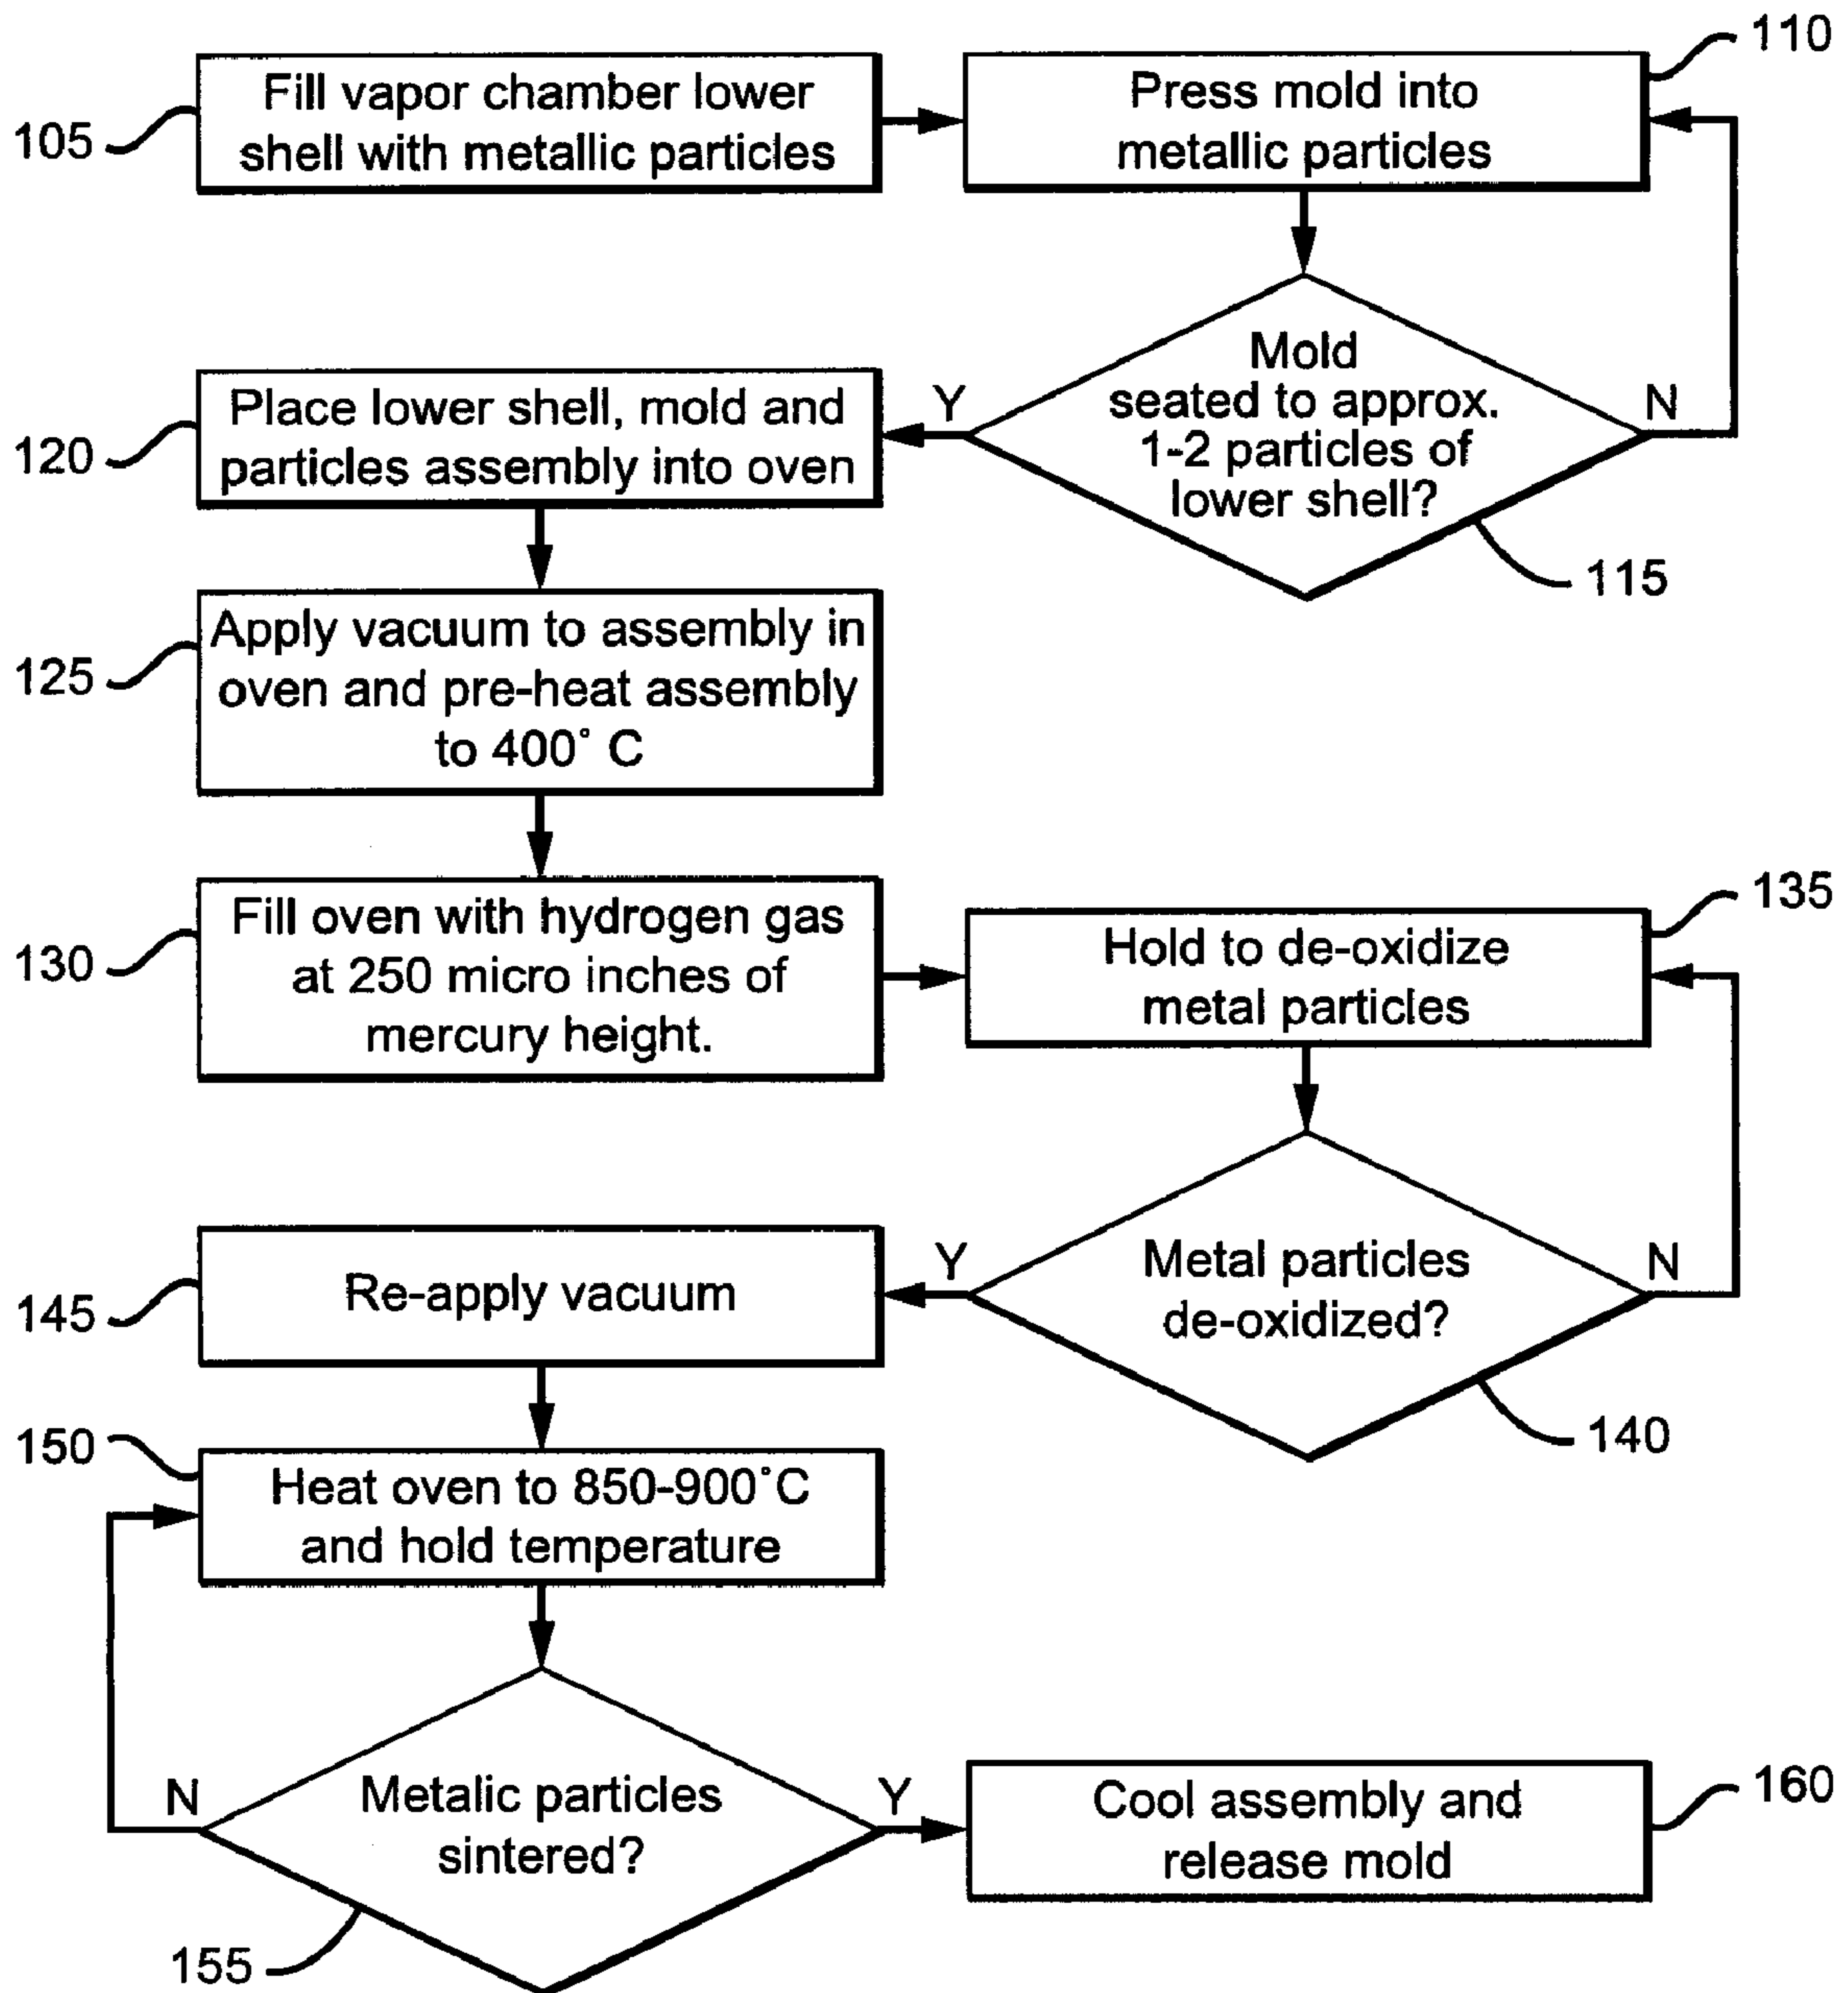 105
Fill vapor chamber lower
shell with metallic particles
110
Press mold into
metallic particles
Mold
seated to approx.
1-2 particles of
lower shell?
Y
N
115
120
Place lower shell, mold and
particles assembly into oven
125
Apply vacuum to assembly in
oven and pre-heat assembly
to 400° C
130
Fill oven with hydrogen gas
at 250 micro inches of
mercury height.
135
Hold to de-oxidize
metal particles
Metal particles
de-oxidized?
Y
N
140
145
Re-apply vacuum
150
Heat oven to 850-900°C
and hold temperature
Metalic particles
sintered?
N
Y
155
160
Cool assembly and
release mold